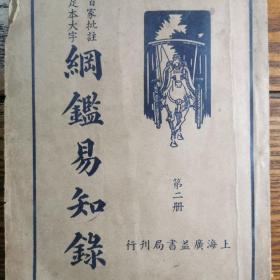 百家批註
足本大字
綱鑑易知錄
第二册
上海廣益書局刊行